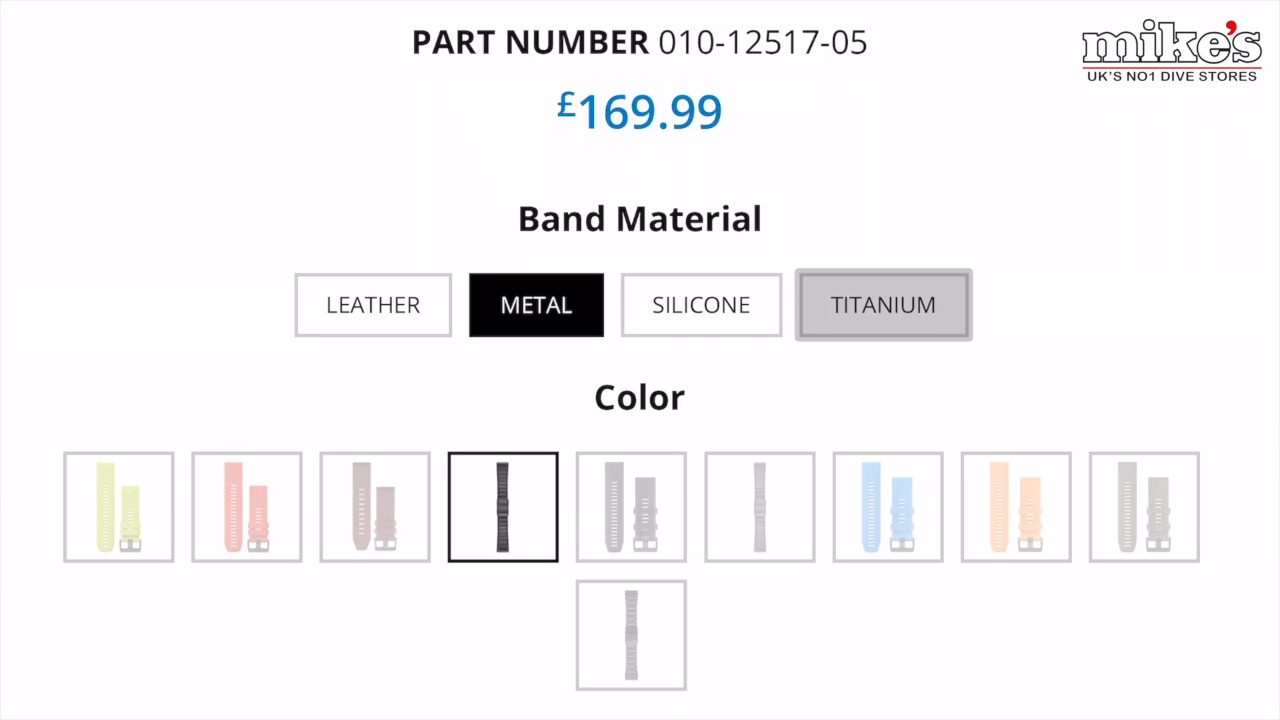 PART NUMBER 010-12517-05
mike's
UK'S NO1 DIVE STORES
£169.99
Band Material
LEATHER
METAL
SILICONE
TITANIUM
Color